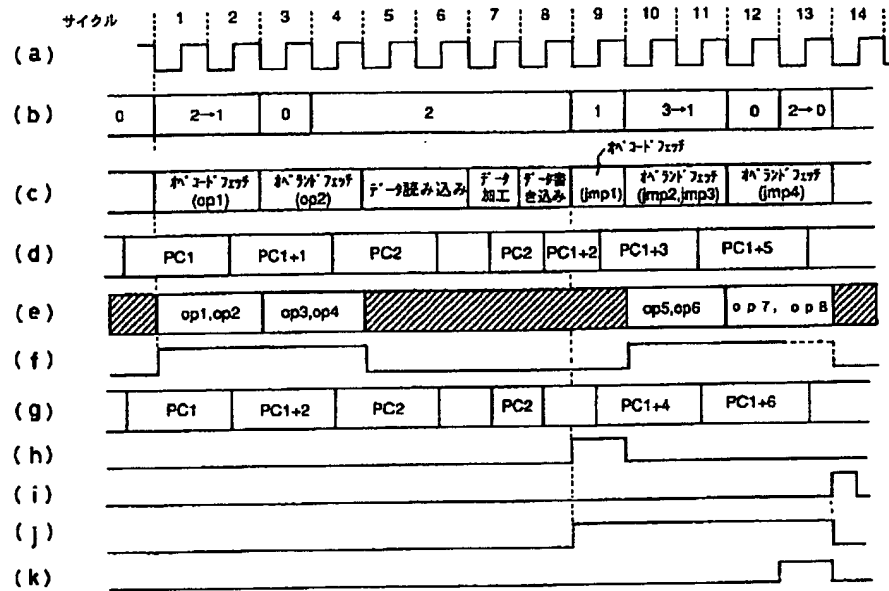 サイクル 1 2 3 4 5 6 7 8 9 10 11 12 13 14
(a)
(b) 0 2→1 0 2 1 3→1 0 2→0
オペコードフェッチ
(c) オペコードフェッチ (op1) オペランドフェッチ (op2) データ読み込み データ加工 データ書き込み (jmp1) オペランドフェッチ (jmp2,jmp3) オペランドフェッチ (jmp4)
(d) PC1 PC1+1 PC2 PC2 PC1+2 PC1+3 PC1+5
(e) op1,op2 op3,op4 op5,op6 op7, op8
(f)
(g) PC1 PC1+2 PC2 PC2 PC1+4 PC1+6
(h)
(i)
(j)
(k)